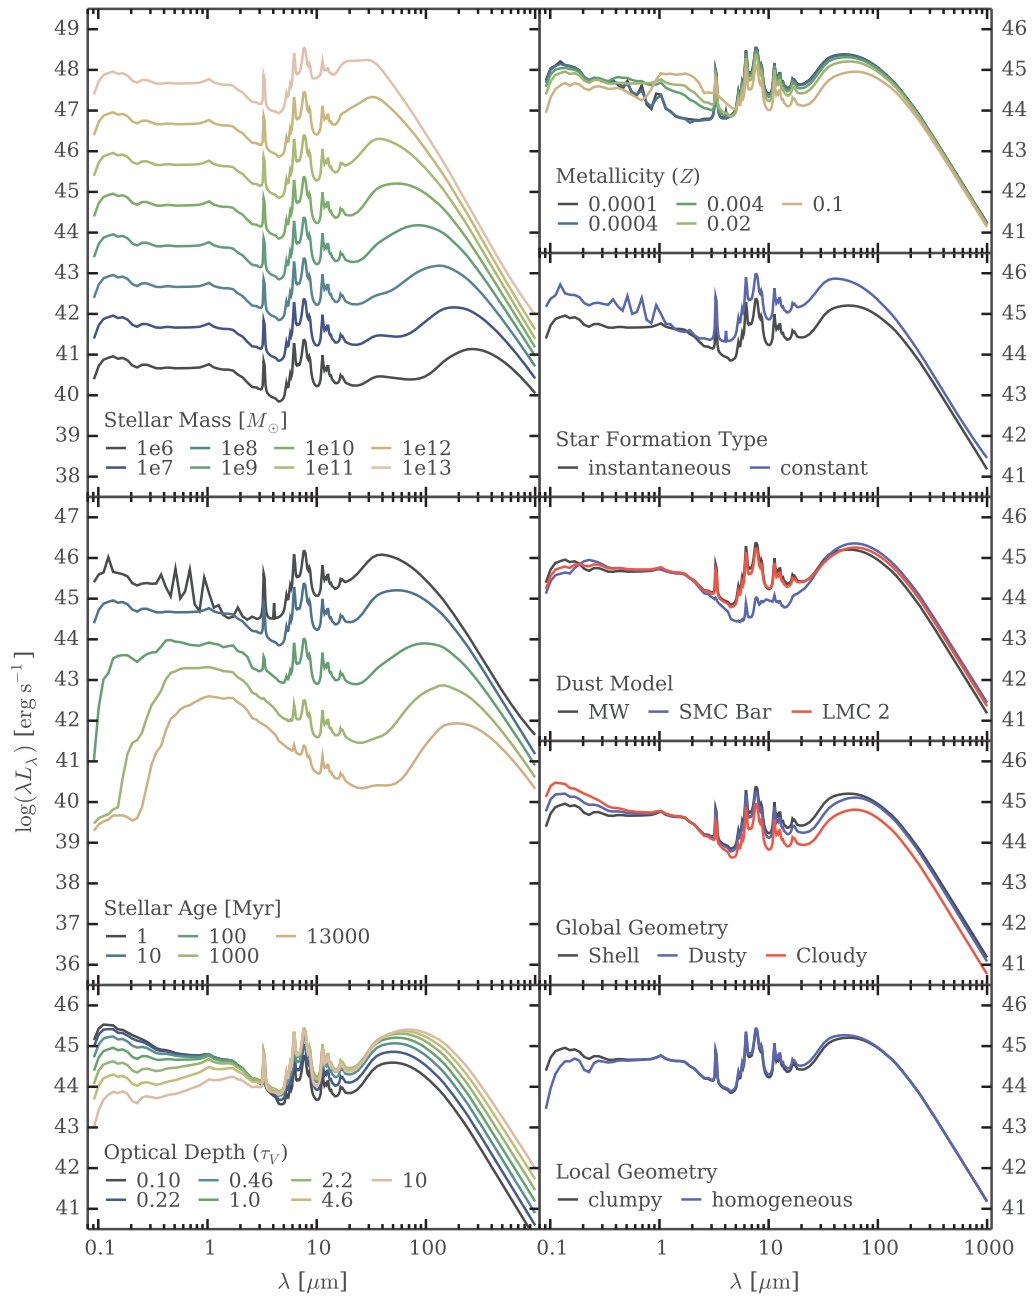 49
48
47
46
45
44
43
42
41
40
39
38
Stellar Mass [M⊙]
1e6 1e8 1e10 1e12
1e7 1e9 1e11 1e13
47
46
45
44
43
42
41
40
39
38
37
36
log(λLλ) [erg s⁻¹]
Stellar Age [Myr]
1 100 13000
10 1000
46
45
44
43
42
41
Optical Depth (τV)
0.10 0.46 2.2 10
0.22 1.0 4.6
0.1 1 10 100
λ [μm]
46
45
44
43
42
41
Metallicity (Z)
0.0001 0.004 0.1
0.0004 0.02
46
45
44
43
42
41
Star Formation Type
instantaneous constant
46
45
44
43
42
41
Dust Model
MW SMC Bar LMC 2
46
45
44
43
42
41
Global Geometry
Shell Dusty Cloudy
46
45
44
43
42
41
Local Geometry
clumpy homogeneous
0.1 1 10 100 1000
λ [μm]